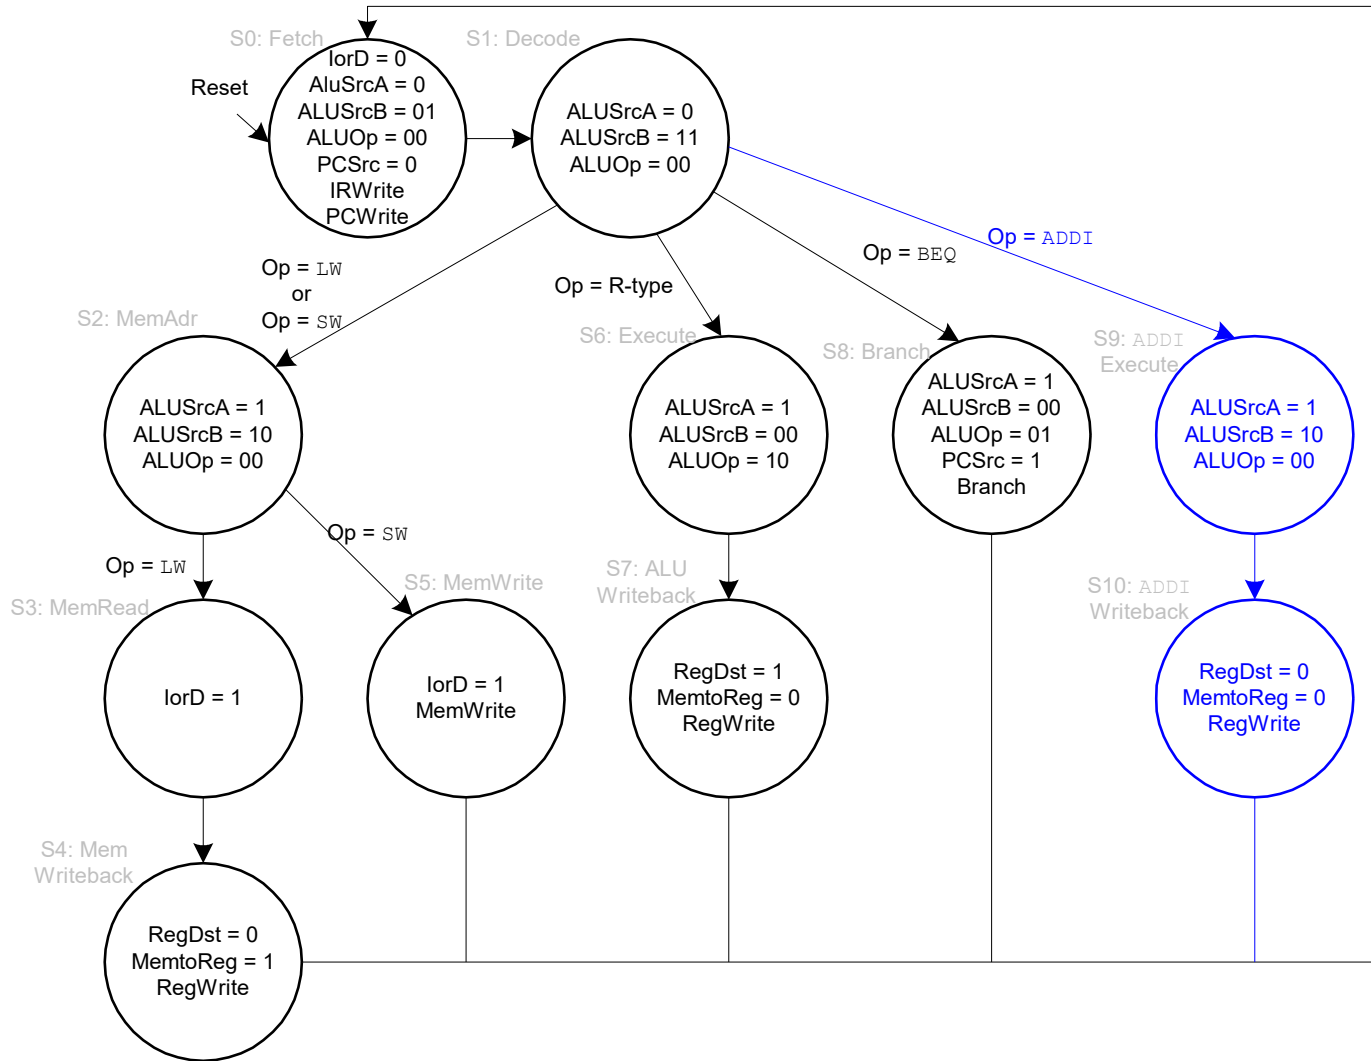 S0: Fetch
S1: Decode
Reset
IorD = 0
AluSrcA = 0
ALUSrcB = 01
ALUOp = 00
PCSrc = 0
IRWrite
PCWrite
ALUSrcA = 0
ALUSrcB = 11
ALUOp = 00
Op = LW
or
Op = SW
Op = R-type
Op = BEQ
Op = ADDI
S2: MemAdr
ALUSrcA = 1
ALUSrcB = 10
ALUOp = 00
S6: Execute
ALUSrcA = 1
ALUSrcB = 00
ALUOp = 10
S8: Branch
ALUSrcA = 1
ALUSrcB = 00
ALUOp = 01
PCSrc = 1
Branch
S9: ADDI
Execute
ALUSrcA = 1
ALUSrcB = 10
ALUOp = 00
Op = LW
Op = SW
S3: MemRead
IorD = 1
S5: MemWrite
IorD = 1
MemWrite
S7: ALU
Writeback
RegDst = 1
MemtoReg = 0
RegWrite
S10: ADDI
Writeback
RegDst = 0
MemtoReg = 0
RegWrite
S4: Mem
Writeback
RegDst = 0
MemtoReg = 1
RegWrite